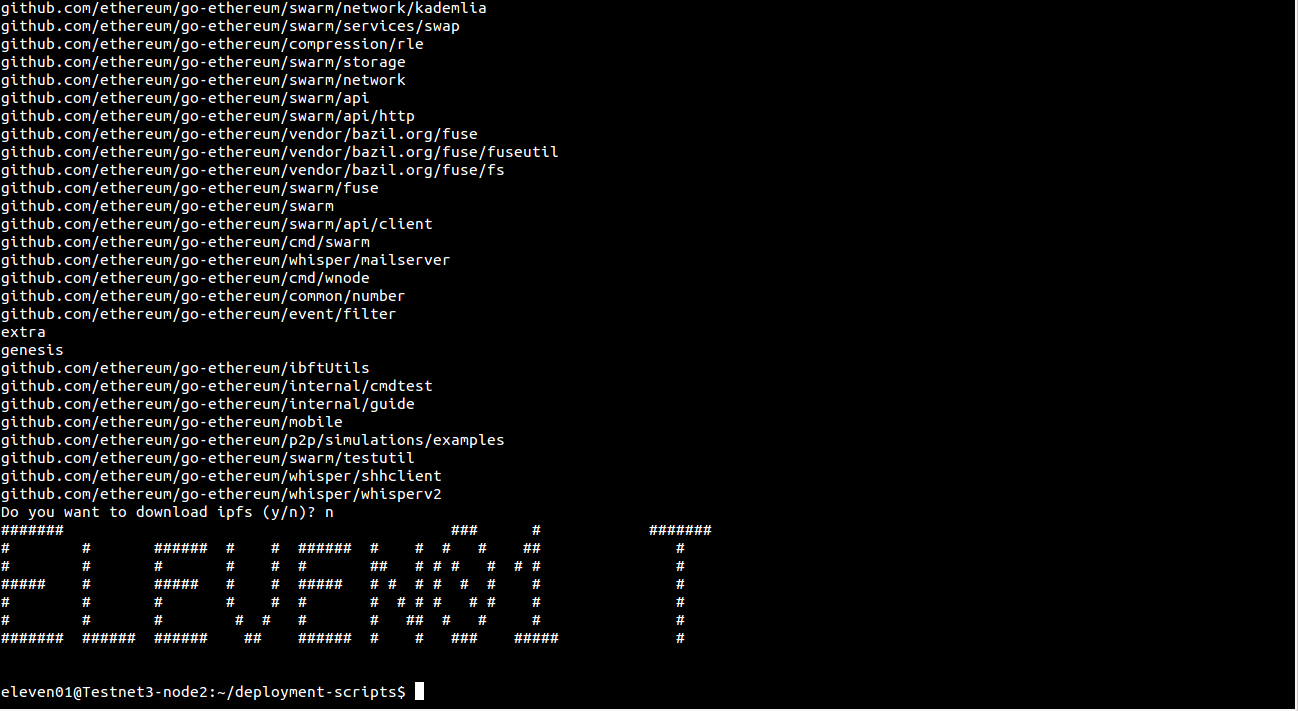 github.com/ethereum/go-ethereum/swarm/network/kademlia
github.com/ethereum/go-ethereum/swarm/services/swap
github.com/ethereum/go-ethereum/compression/rle
github.com/ethereum/go-ethereum/swarm/storage
github.com/ethereum/go-ethereum/swarm/network
github.com/ethereum/go-ethereum/swarm/api
github.com/ethereum/go-ethereum/swarm/api/http
github.com/ethereum/go-ethereum/vendor/bazil.org/fuse
github.com/ethereum/go-ethereum/vendor/bazil.org/fuse/fuseutil
github.com/ethereum/go-ethereum/vendor/bazil.org/fuse/fs
github.com/ethereum/go-ethereum/swarm/fuse
github.com/ethereum/go-ethereum/swarm
github.com/ethereum/go-ethereum/swarm/api/client
github.com/ethereum/go-ethereum/cmd/swarm
github.com/ethereum/go-ethereum/whisper/mailserver
github.com/ethereum/go-ethereum/cmd/wnode
github.com/ethereum/go-ethereum/common/number
github.com/ethereum/go-ethereum/event/filter
extra
genesis
github.com/ethereum/go-ethereum/ibftUtils
github.com/ethereum/go-ethereum/internal/cmdtest
github.com/ethereum/go-ethereum/internal/guide
github.com/ethereum/go-ethereum/mobile
github.com/ethereum/go-ethereum/p2p/simulations/examples
github.com/ethereum/go-ethereum/swarm/testutil
github.com/ethereum/go-ethereum/whisper/shhclient
github.com/ethereum/go-ethereum/whisper/whisperv2
Do you want to download ipfs (y/n)? n
ELEVEN01 T
eleven01@Testnet3-node2:~/deployment-scripts$